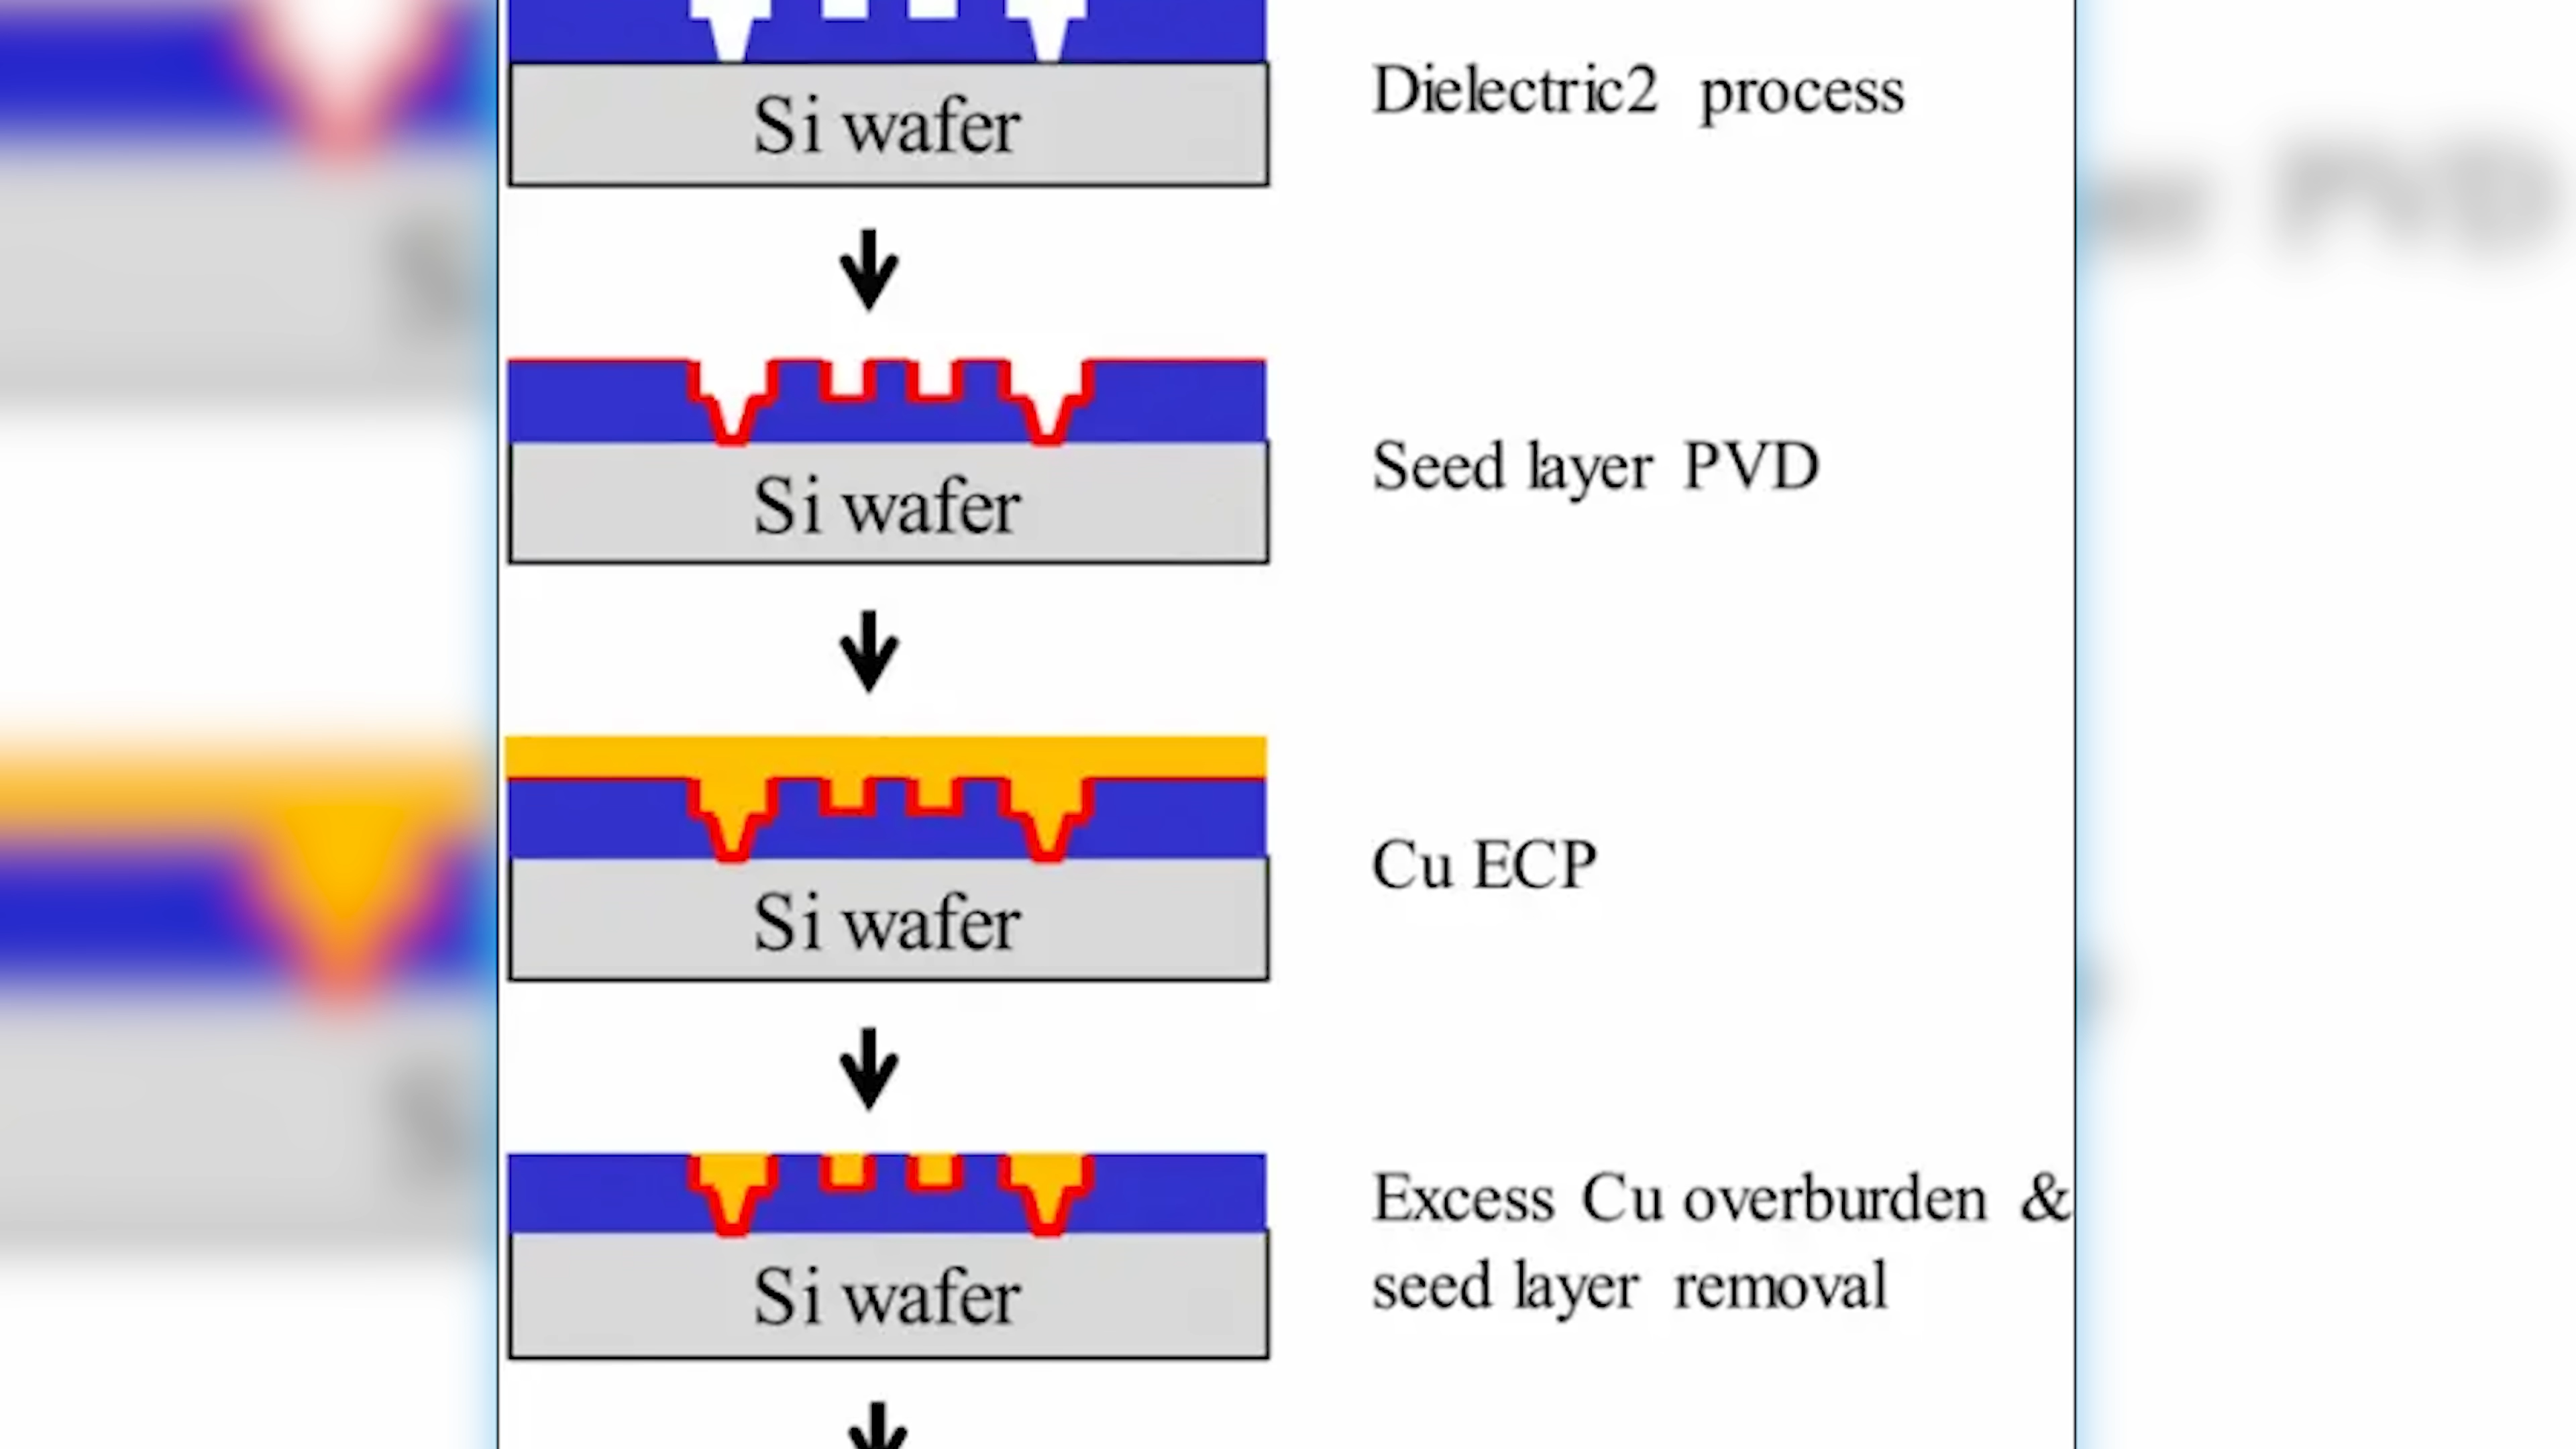 Si wafer
Dielectric2 process
Si wafer
Seed layer PVD
Si wafer
Cu ECP
Si wafer
Excess Cu overburden &
seed layer removal